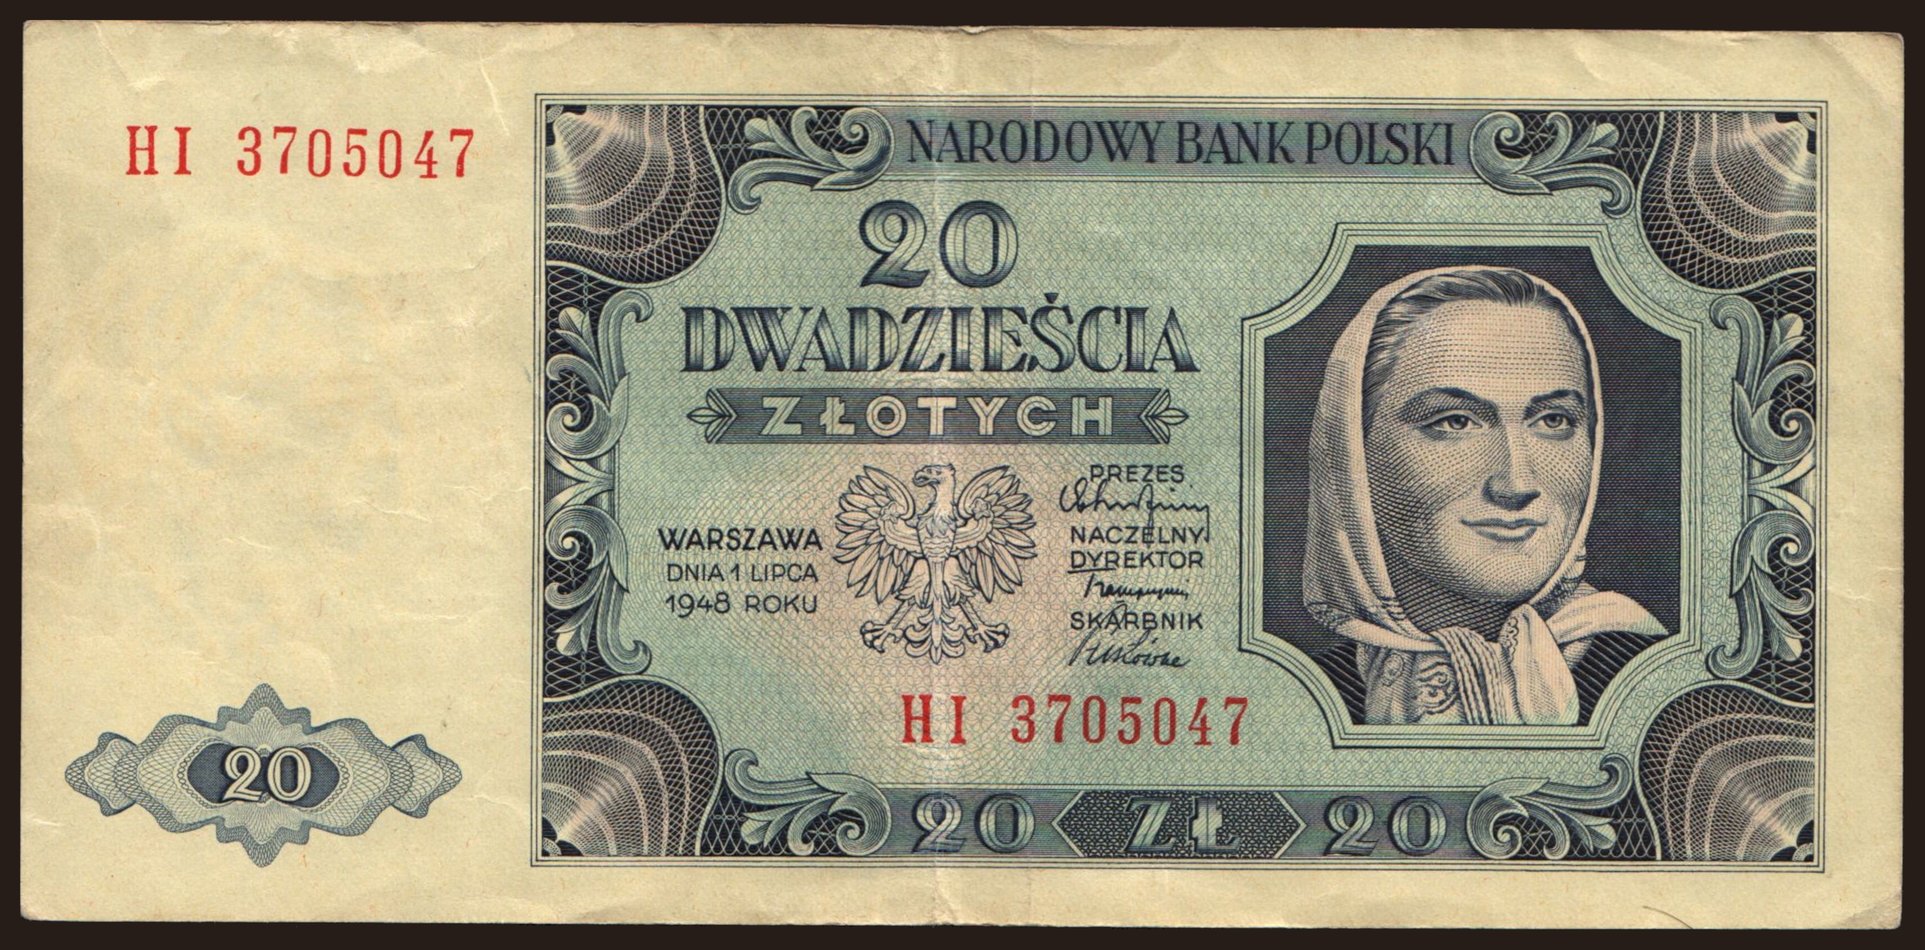 HI 3705047
NARODOWY BANK POLSKI
20
DWADZIEŚCIA
ZŁOTYCH
WARSZAWA
DNIA 1 LIPCA
1948 ROKU
PREZES
NACZELNY
DYREKTOR
SKARBNIK
HI 3705047
20
20 ZŁ 20